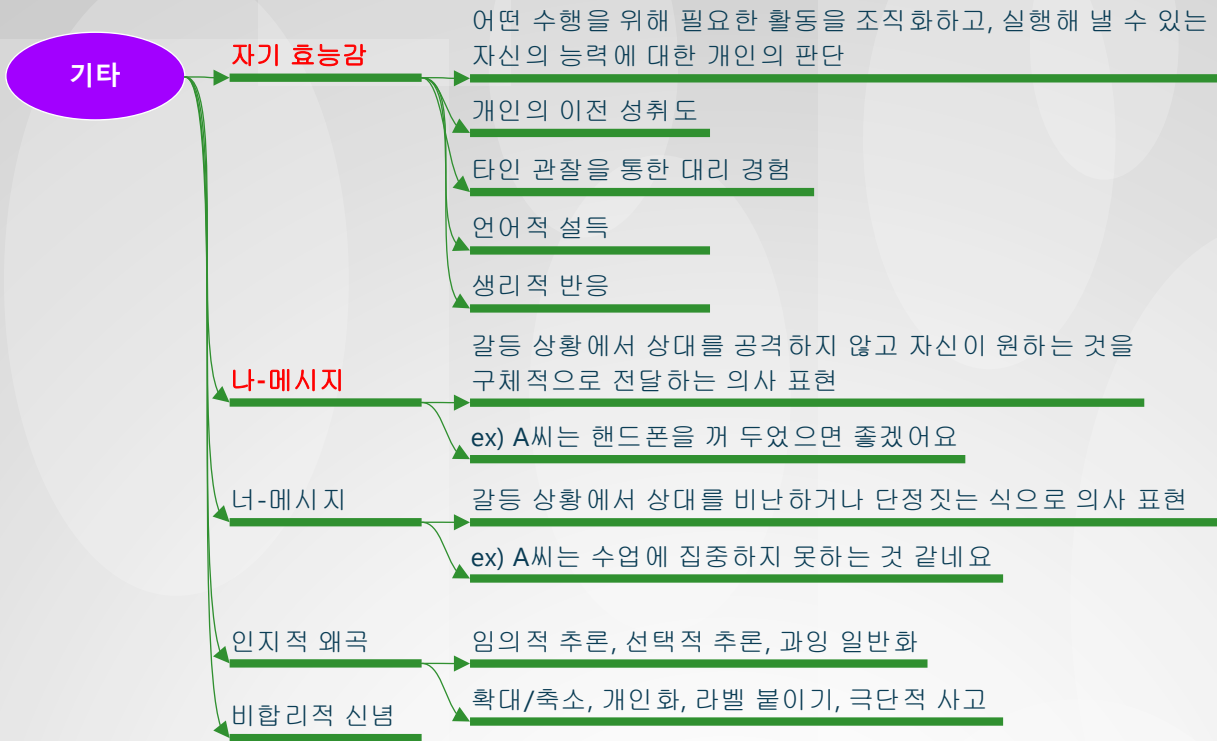 기타
자기 효능감
어떤 수행을 위해 필요한 활동을 조직화하고, 실행해 낼 수 있는
자신의 능력에 대한 개인의 판단
개인의 이전 성취도
타인 관찰을 통한 대리 경험
언어적 설득
생리적 반응
나-메시지
갈등 상황에서 상대를 공격하지 않고 자신이 원하는 것을
구체적으로 전달하는 의사 표현
ex) A씨는 핸드폰을 꺼 두었으면 좋겠어요
너-메시지
갈등 상황에서 상대를 비난하거나 단정짓는 식으로 의사 표현
ex) A씨는 수업에 집중하지 못하는 것 같네요
인지적 왜곡
임의적 추론, 선택적 추론, 과잉 일반화
확대/축소, 개인화, 라벨 붙이기, 극단적 사고
비합리적 신념